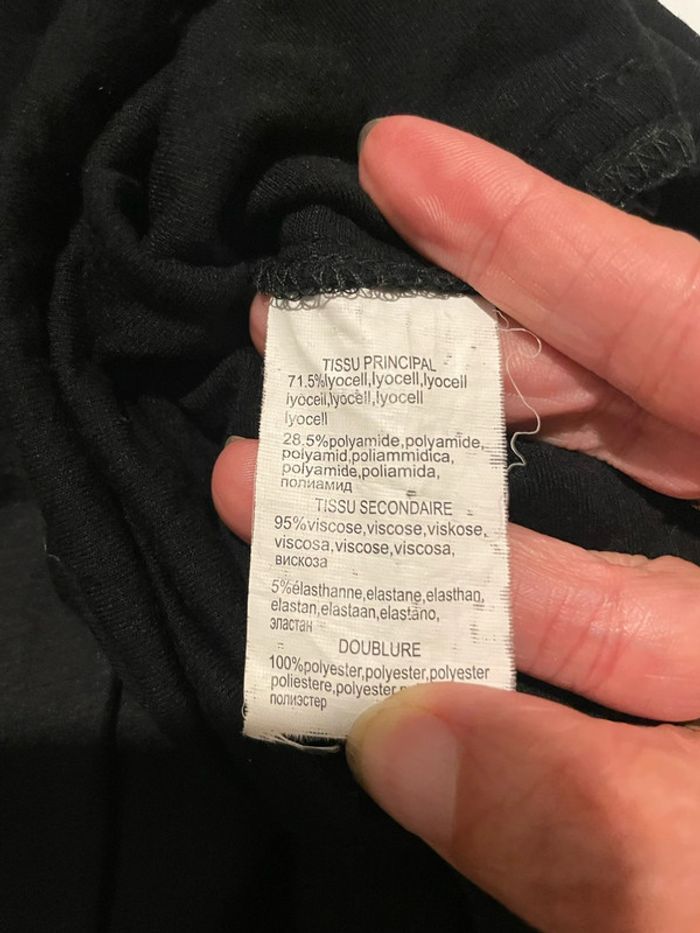 TISSU PRINCIPAL
71.5%lyocell,lyocell,lyocell
lyocell,lyocell,lyocell
lyocell
28.5%polyamide,polyamide,
polyamid,poliammidica,
polyamide,poliamida,
полиамид
TISSU SECONDAIRE
95%viscose,viscose,viskose,
viscosa,viscose,viscosa,
вискоза
5%élasthanne,elastane,elasthan,
elastan,elastaan,elastano,
эластан
DOUBLURE
100%polyester,polyester,polyester
poliestere,polyester
полиэстер